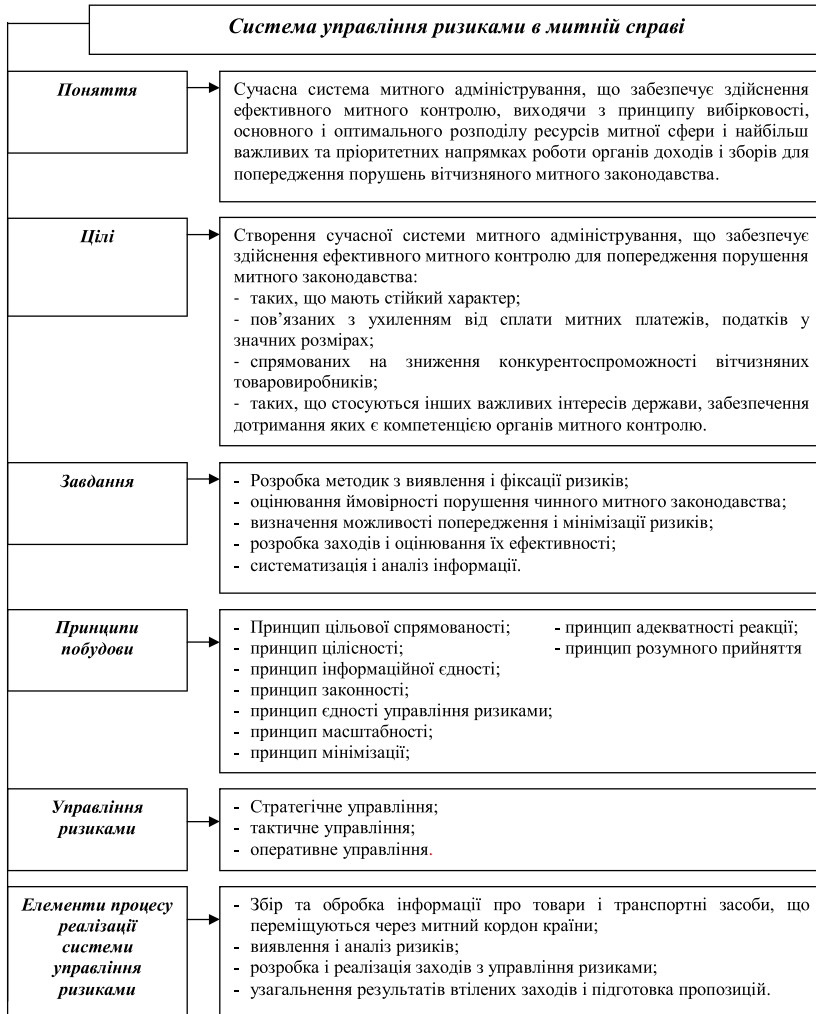 Система управління ризиками в митній справі
Поняття
Сучасна система митного адміністрування, що забезпечує здійснення
ефективного митного контролю, виходячи з принципу вибірковості,
основного і оптимального розподілу ресурсів митної сфери і найбільш
важливих та пріоритетних напрямках роботи органів доходів і зборів для
попередження порушень вітчизняного митного законодавства.
Цілі
Створення сучасної системи митного адміністрування, що забезпечує
здійснення ефективного митного контролю для попередження порушення
митного законодавства:
- таких, що мають стійкий характер;
- пов’язаних з ухиленням від сплати митних платежів, податків у
значних розмірах;
- спрямованих на зниження конкурентоспроможності вітчизняних
товаровиробників;
- таких, що стосуються інших важливих інтересів держави, забезпечення
дотримання яких є компетенцією органів митного контролю.
Завдання
- Розробка методик з виявлення і фіксації ризиків;
- оцінювання ймовірності порушення чинного митного законодавства;
- визначення можливості попередження і мінімізації ризиків;
- розробка заходів і оцінювання їх ефективності;
- систематизація і аналіз інформації.
Принципи
побудови
- Принцип цільової спрямованості;
- принцип цілісності;
- принцип інформаційної єдності;
- принцип законності;
- принцип єдності управління ризиками;
- принцип масштабності;
- принцип мінімізації;
- принцип адекватності реакції;
- принцип розумного прийняття
Управління
ризиками
- Стратегічне управління;
- тактичне управління;
- оперативне управління.
Елементи процесу
реалізації
системи
управління
ризиками
- Збір та обробка інформації про товари і транспортні засоби, що
переміщуються через митний кордон країни;
- виявлення і аналіз ризиків;
- розробка і реалізація заходів з управління ризиками;
- узагальнення результатів втілених заходів і підготовка пропозицій.